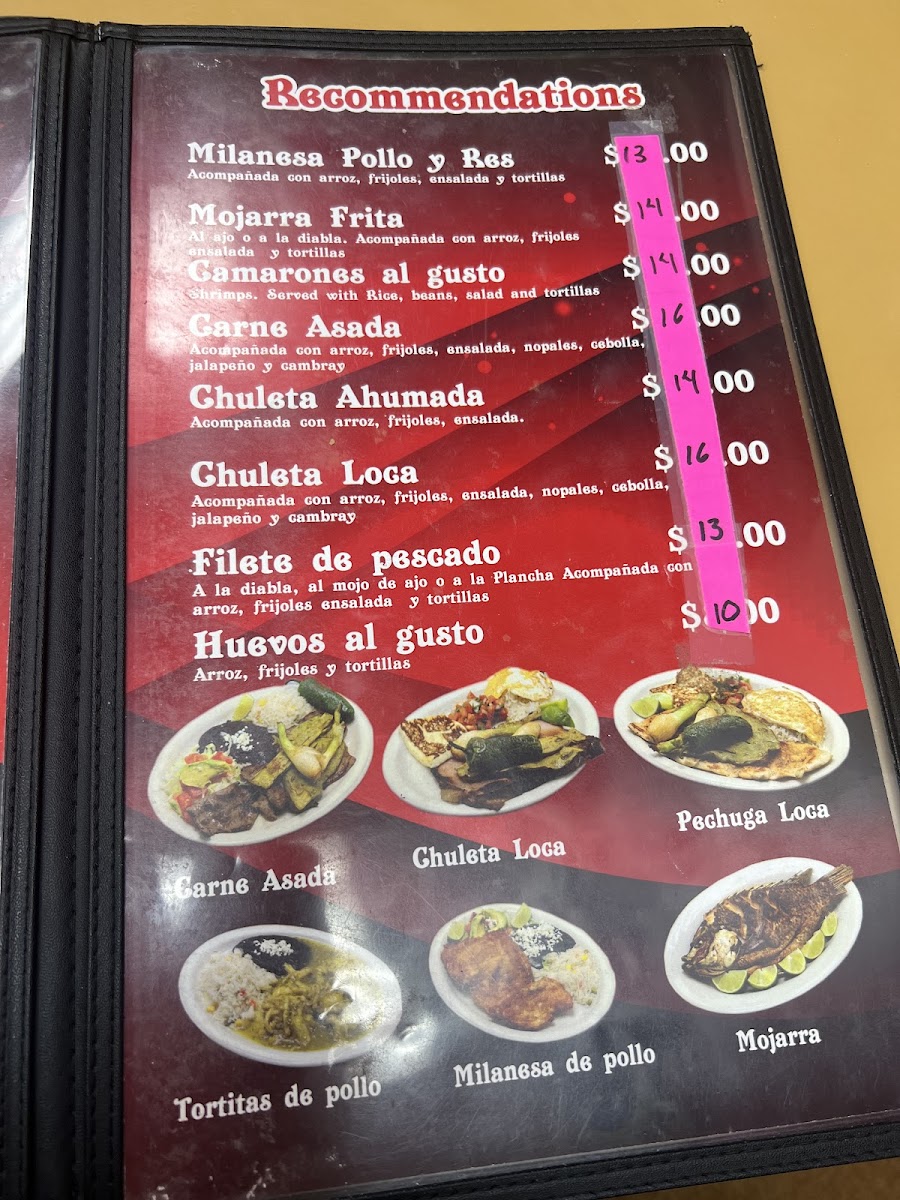 Recommendations
Milanesa Pollo y Res $13.00
Acompañada con arroz, frijoles, ensalada y tortillas
Mojarra Frita $14.00
Al ajo o a la diabla. Acompañada con arroz, frijoles
ensalada y tortillas
Camarones al gusto $14.00
Shrimps. Served with Rice, beans, salad and tortillas
Carne Asada $16.00
Acompañada con arroz, frijoles, ensalada, nopales, cebolla,
jalapeño y cambray
Chuleta Ahumada $14.00
Acompañada con arroz, frijoles, ensalada.
Chuleta Loca $16.00
Acompañada con arroz, frijoles, ensalada, nopales, cebolla,
jalapeño y cambray
Filete de pescado $13.00
A la diabla, al mojo de ajo o a la Plancha Acompañada con
arroz, frijoles ensalada y tortillas
Huevos al gusto $10.00
Arroz, frijoles y tortillas
Carne Asada
Chuleta Loca
Pechuga Loca
Tortitas de pollo
Milanesa de pollo
Mojarra